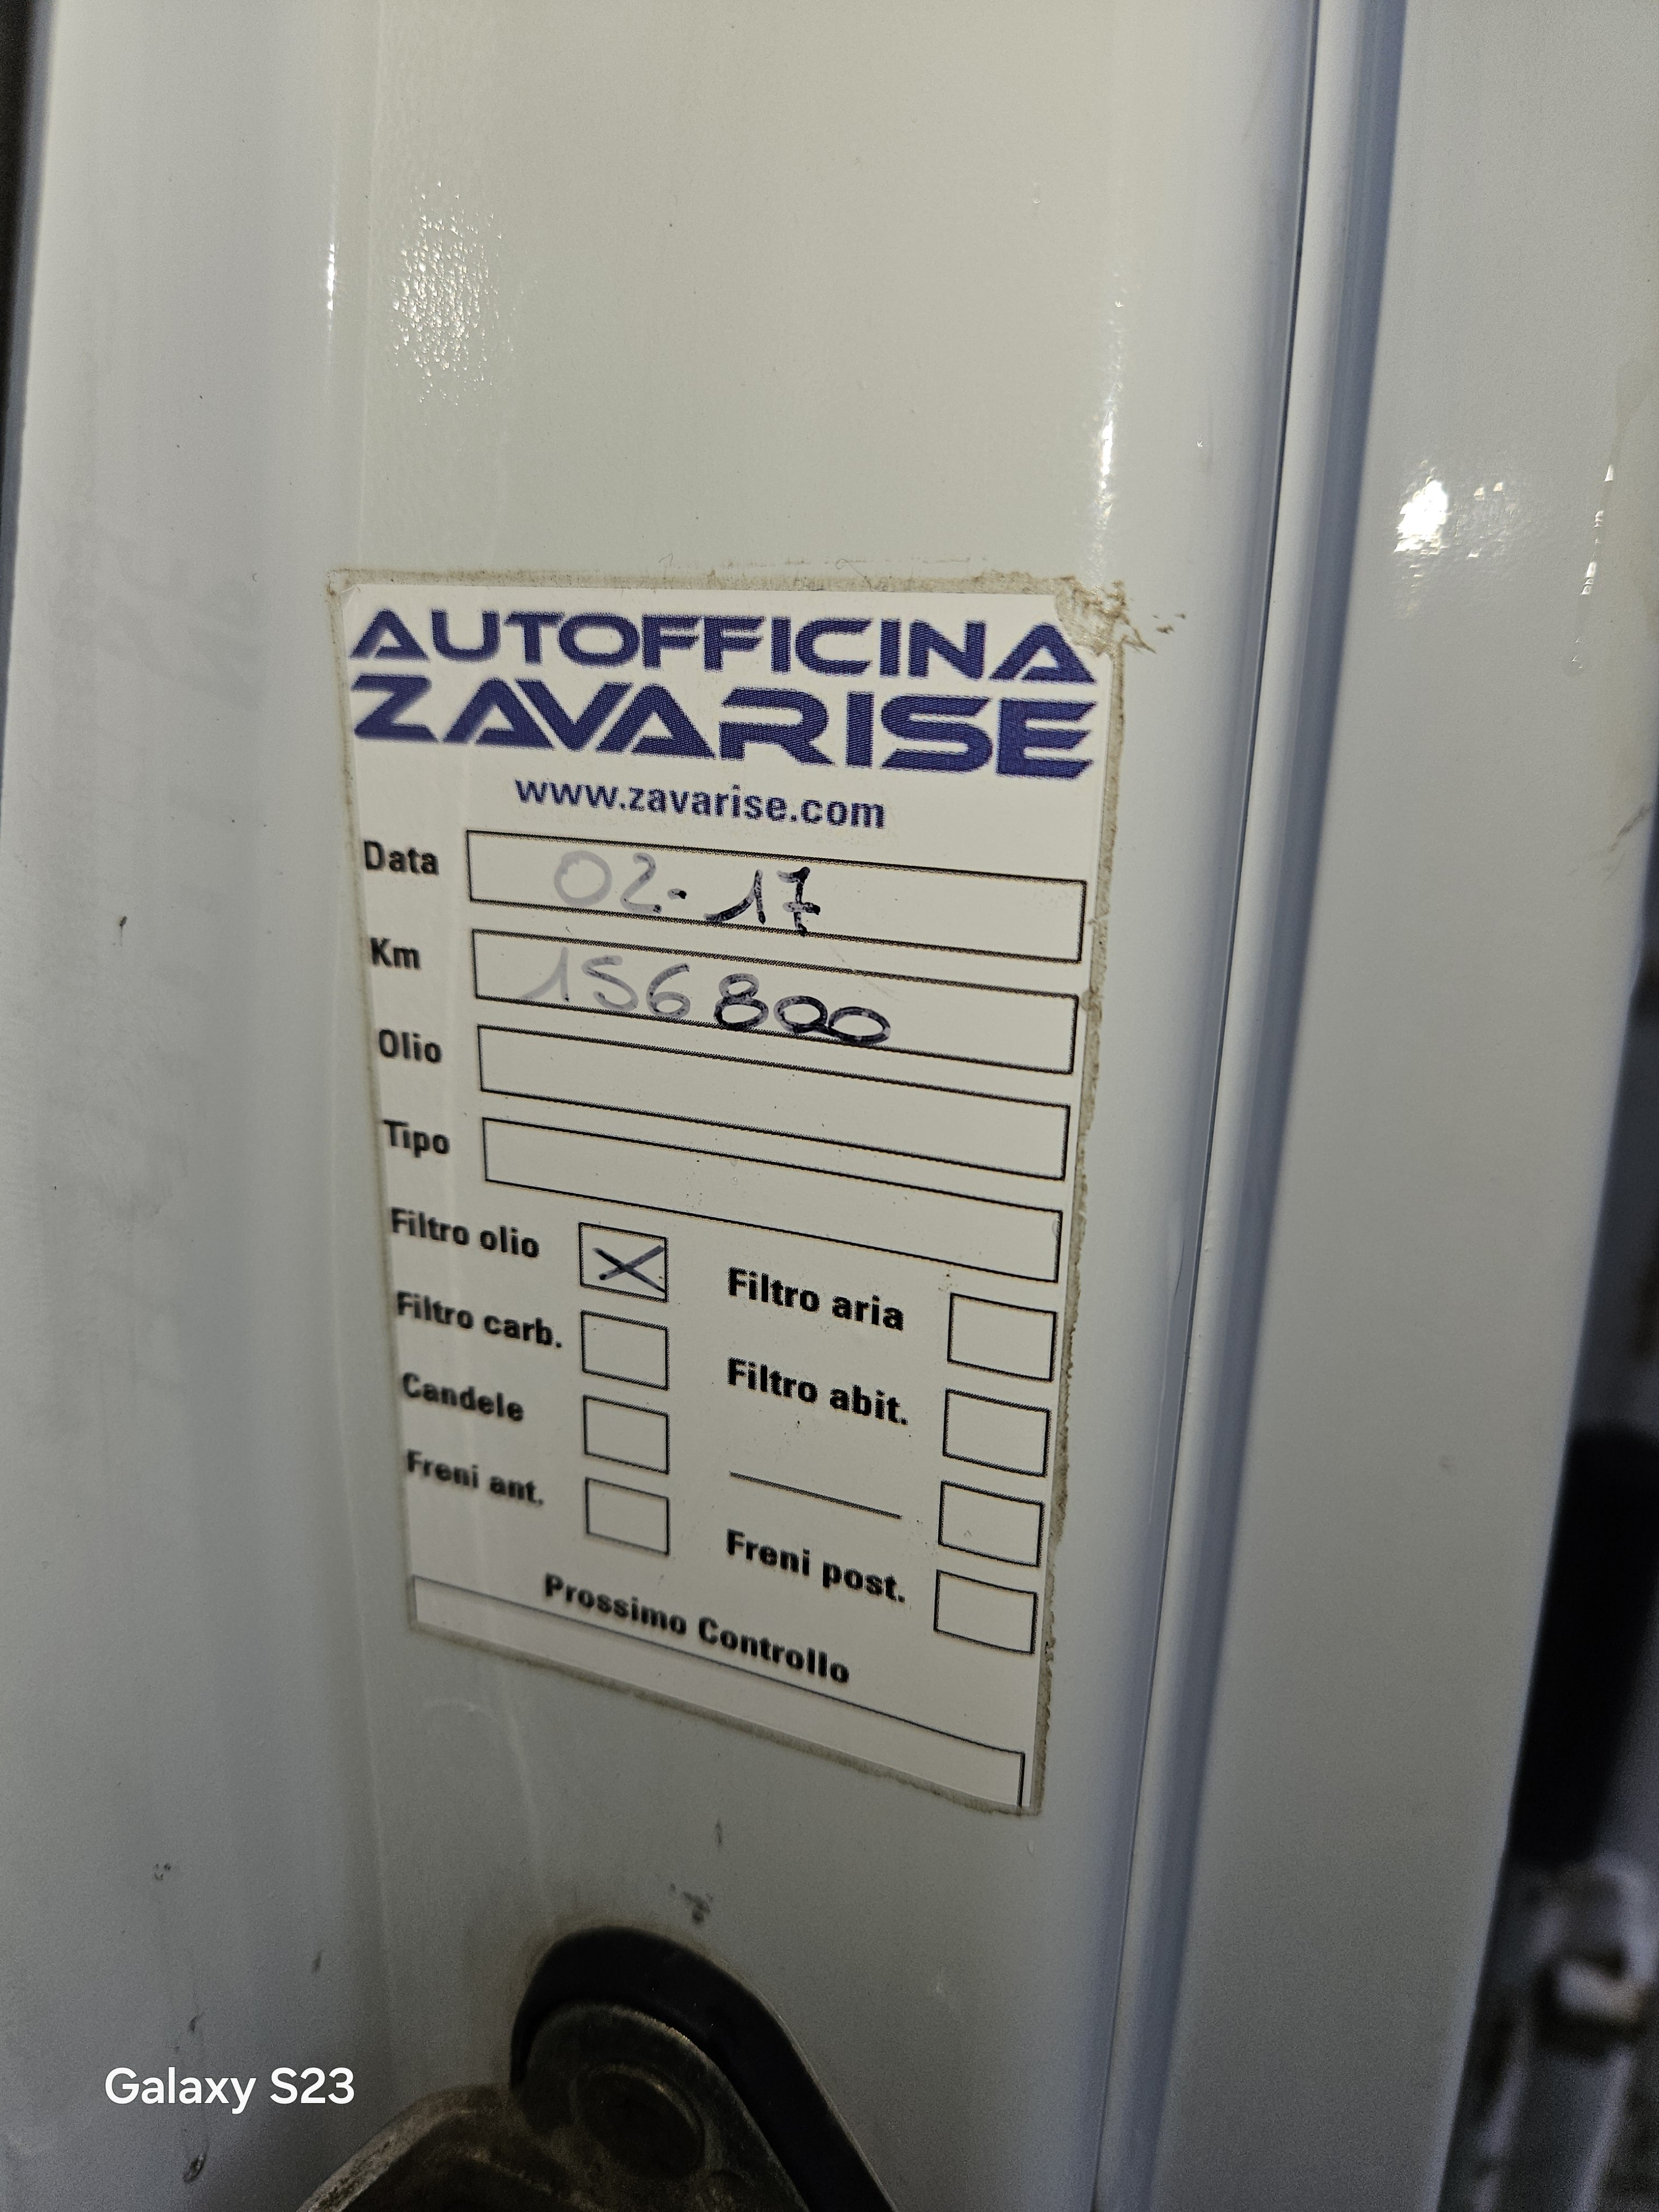 AUTOFFICINA
ZAVARISE
www.zavarise.com
Data 02-17
Km 156800
Olio
Tipo
Filtro olio X Filtro aria
Filtro carb. Filtro abit.
Candele
Freni ant. Freni post.
Prossimo Controllo
Galaxy S23